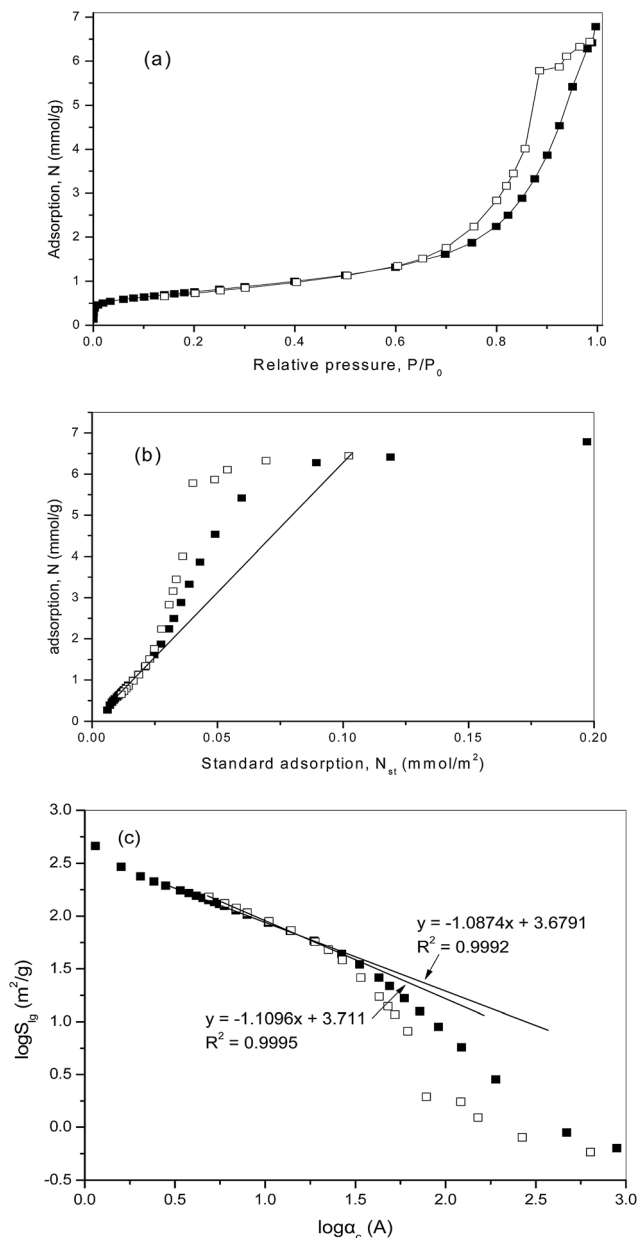 7
6
5
4
3
2
1
0
Adsorption, N (mmol/g)
(a)
0.0 0.2 0.4 0.6 0.8 1.0
Relative pressure, P/P₀
7
6
5
4
3
2
1
0
adsorption, N (mmol/g)
(b)
0.00 0.05 0.10 0.15 0.20
Standard adsorption, Nₛₜ (mmol/m²)
3.0
2.5
2.0
1.5
1.0
0.5
0.0
-0.5
logS_lg (m²/g)
(c)
y = -1.0874x + 3.6791
R² = 0.9992
y = -1.1096x + 3.711
R² = 0.9995
0.0 0.5 1.0 1.5 2.0 2.5 3.0
logα_c (A)